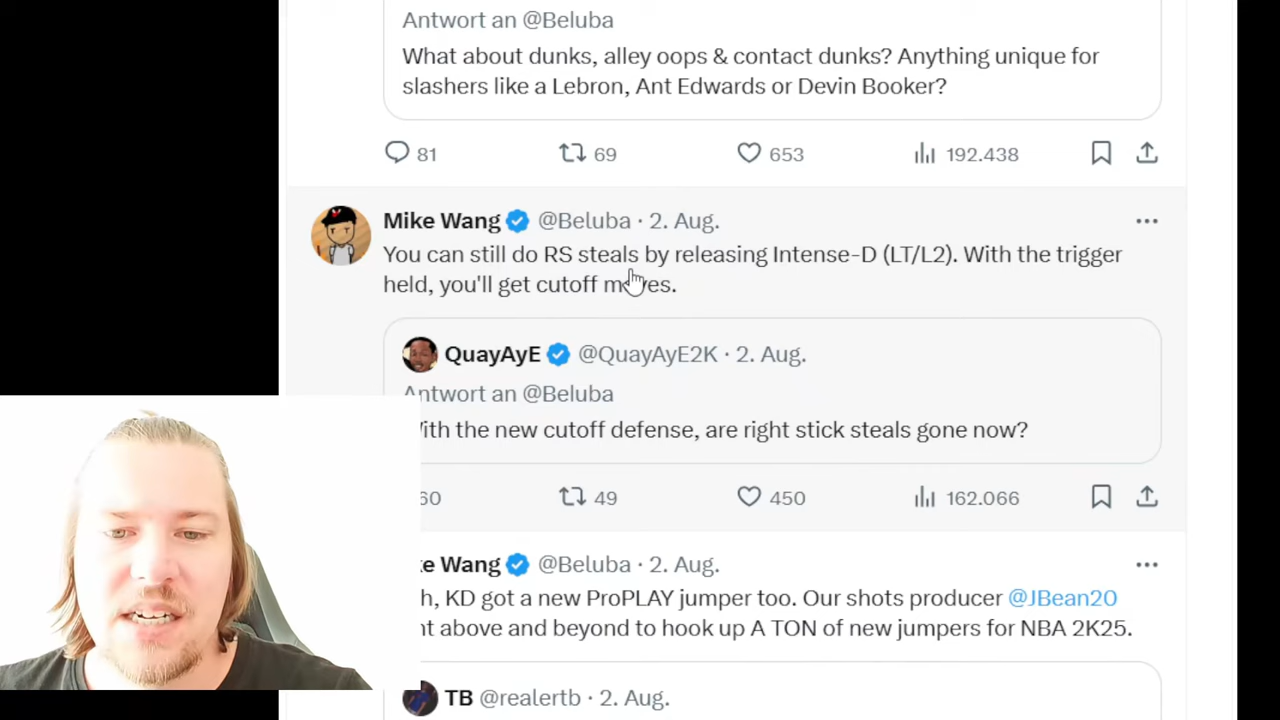 Antwort an @Beluba
What about dunks, alley oops & contact dunks? Anything unique for
slashers like a Lebron, Ant Edwards or Devin Booker?
81 69 653 192.438
Mike Wang @Beluba · 2. Aug.
You can still do RS steals by releasing Intense-D (LT/L2). With the trigger
held, you'll get cutoff moves.
QuayAyE @QuayAyE2K · 2. Aug.
Antwort an @Beluba
With the new cutoff defense, are right stick steals gone now?
60 49 450 162.066
ke Wang @Beluba · 2. Aug.
h, KD got a new ProPLAY jumper too. Our shots producer @JBean20
nt above and beyond to hook up A TON of new jumpers for NBA 2K25.
TB @realertb · 2. Aug.